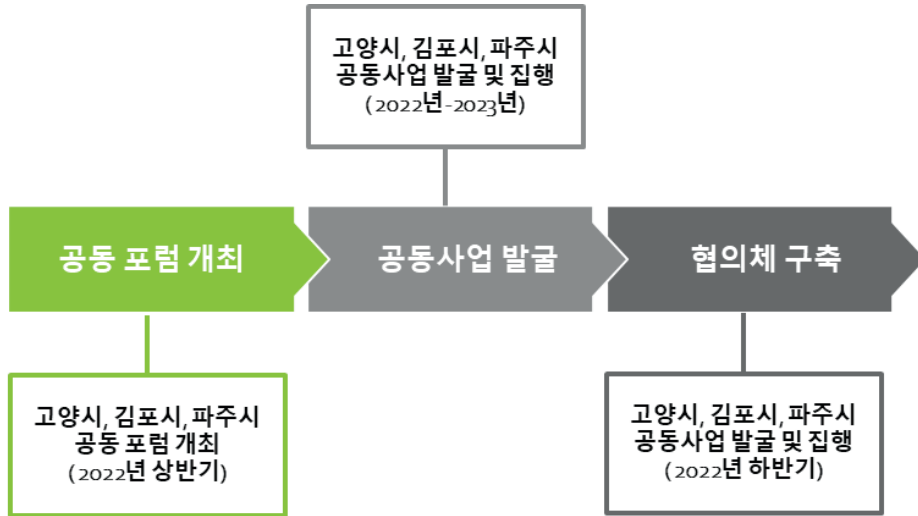 고양시, 김포시, 파주시
공동사업 발굴 및 집행
(2022년-2023년)
공동 포럼 개최
공동사업 발굴
협의체 구축
고양시, 김포시, 파주시
공동 포럼 개최
(2022년 상반기)
고양시, 김포시, 파주시
공동사업 발굴 및 집행
(2022년 하반기)